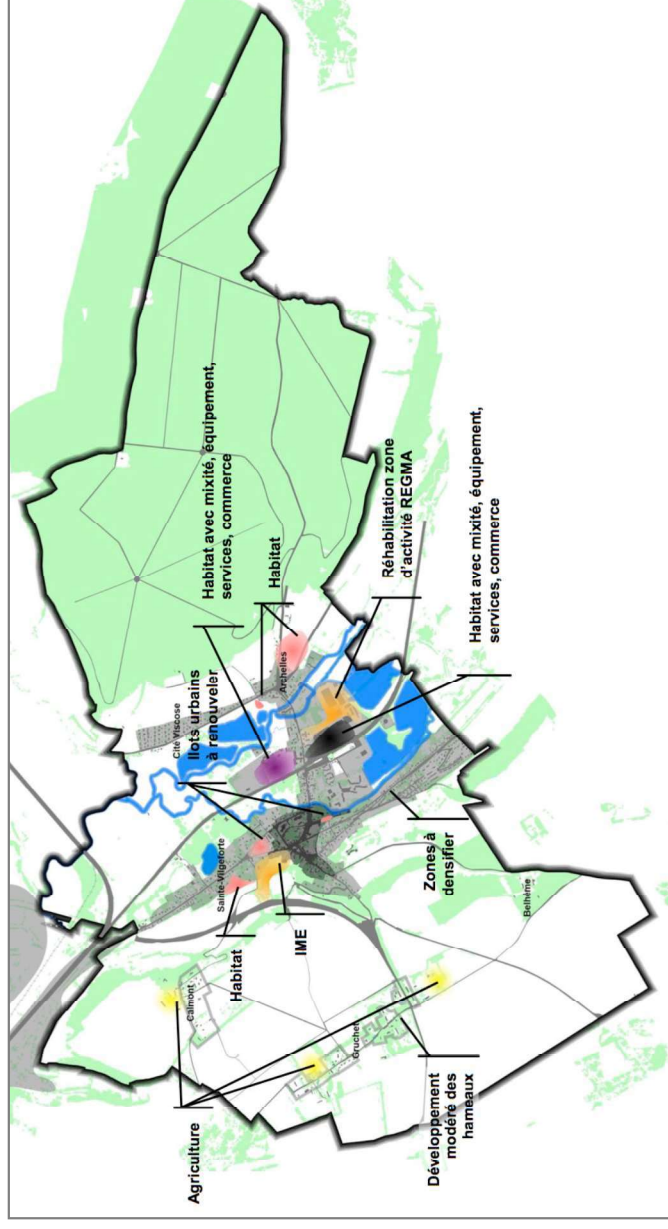 Habitat avec mixité, équipement,
services, commerce
Habitat
Réhabilitation zone
d'activité REGMA
Habitat avec mixité, équipement,
services, commerce
Cité Viscose
Ilots urbains
à renouveler
Archelles
Zones à
densifier
Sainte-Vilgeforte
Habitat
IME
Belhème
Calmont
Gruchet
Agriculture
Développement
modéré des
hameaux